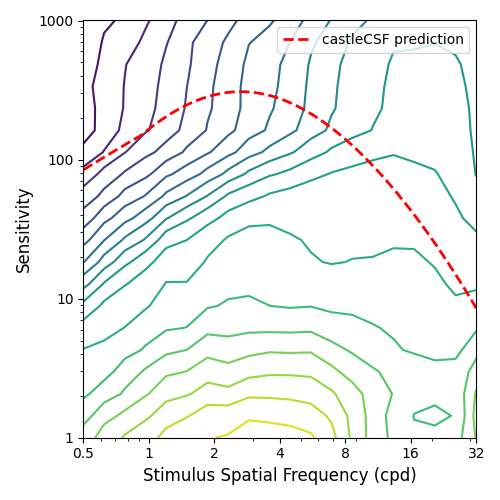 1000
castleCSF prediction
100
Sensitivity
10
1
0.5 1 2 4 8 16 32
Stimulus Spatial Frequency (cpd)